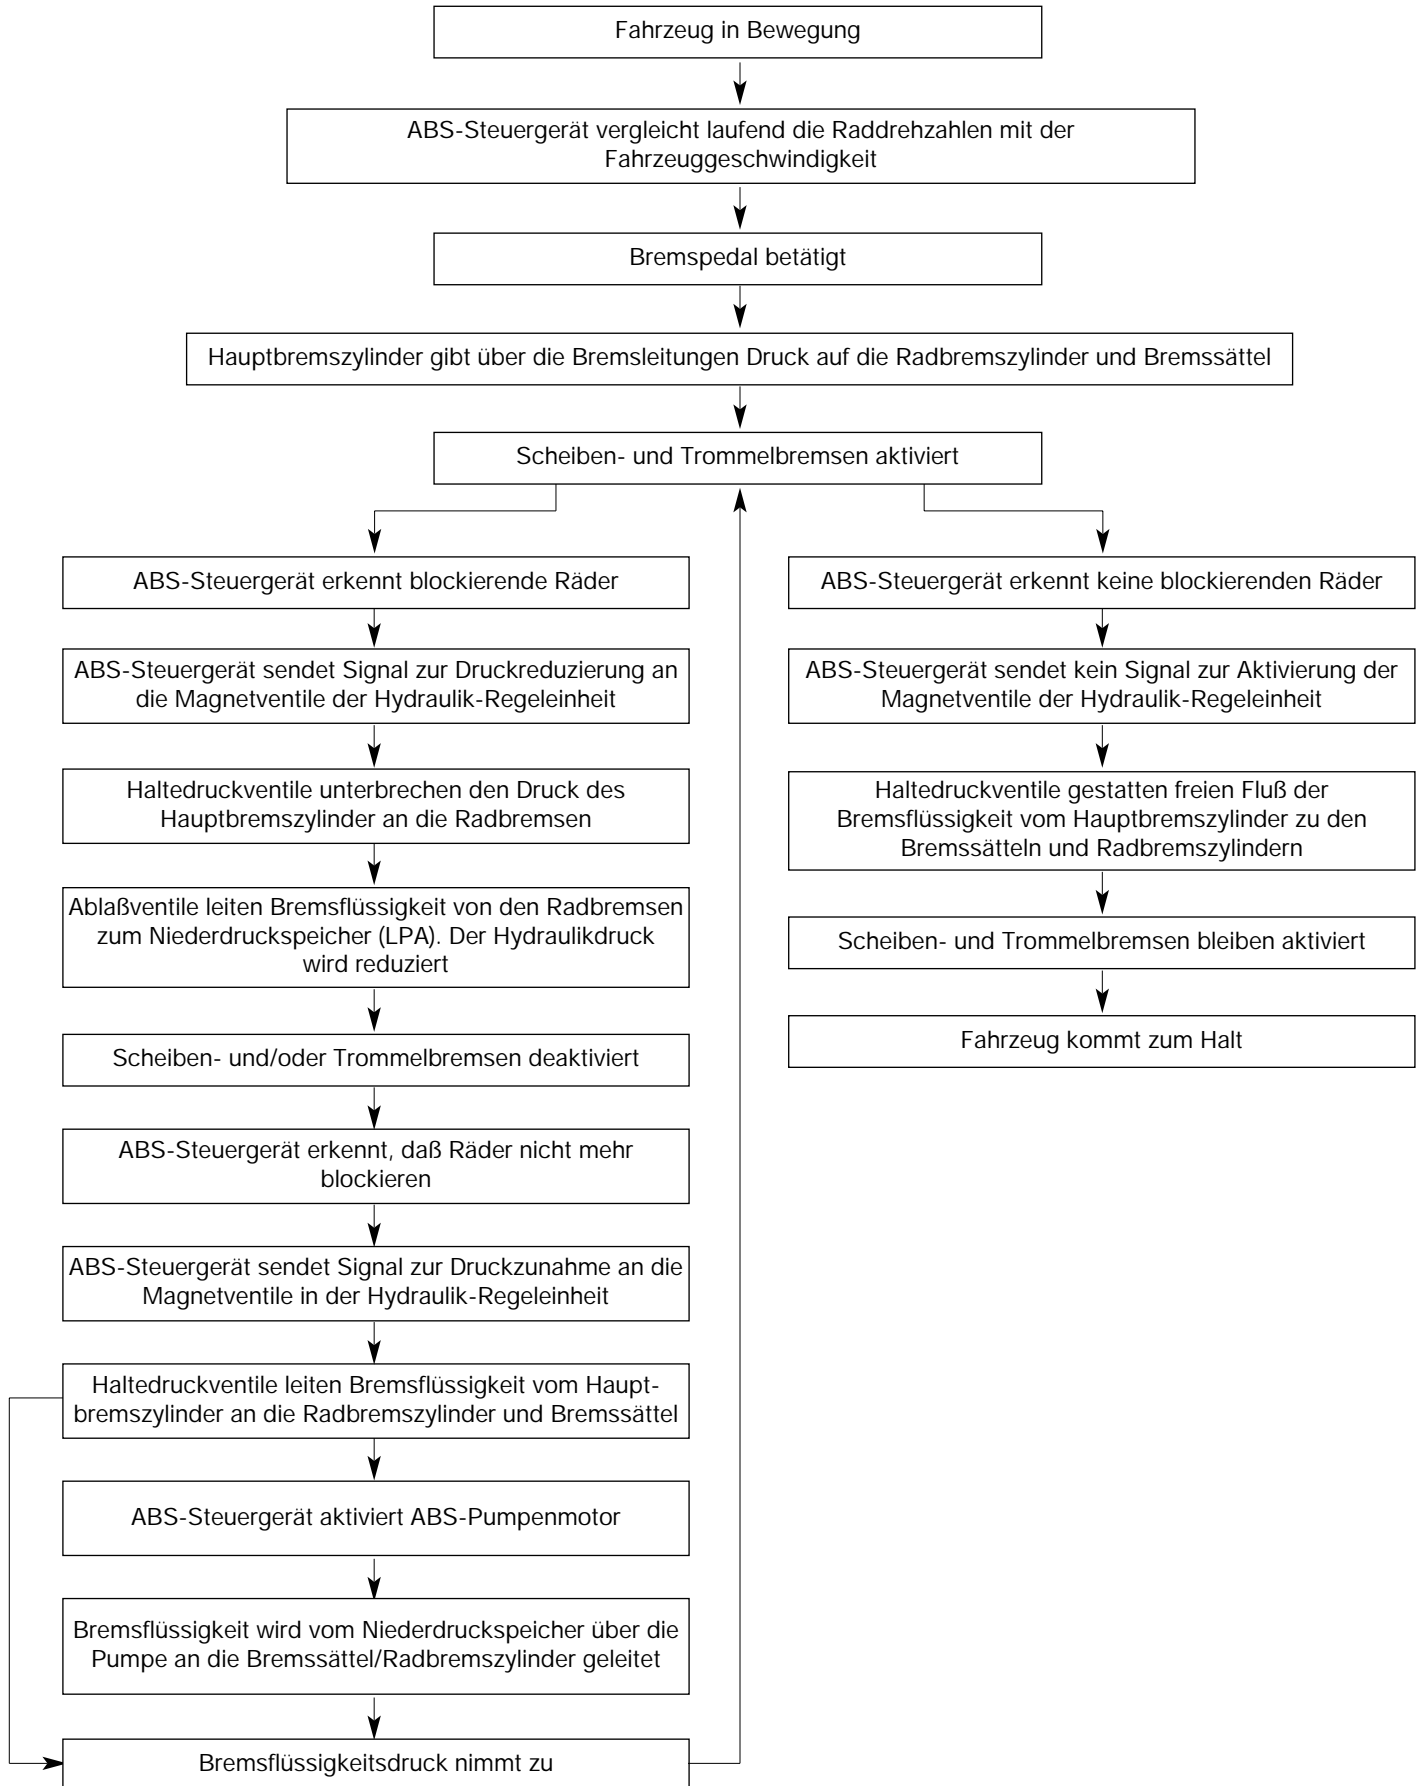 Fahrzeug in Bewegung
ABS-Steuergerät vergleicht laufend die Raddrehzahlen mit der
Fahrzeuggeschwindigkeit
Bremspedal betätigt
Hauptbremszylinder gibt über die Bremsleitungen Druck auf die Radbremszylinder und Bremssättel
Scheiben- und Trommelbremsen aktiviert
ABS-Steuergerät erkennt blockierende Räder
ABS-Steuergerät sendet Signal zur Druckreduzierung an
die Magnetventile der Hydraulik-Regeleinheit
Haltedruckventile unterbrechen den Druck des
Hauptbremszylinder an die Radbremsen
Ablaßventile leiten Bremsflüssigkeit von den Radbremsen
zum Niederdruckspeicher (LPA). Der Hydraulikdruck
wird reduziert
Scheiben- und/oder Trommelbremsen deaktiviert
ABS-Steuergerät erkennt, daß Räder nicht mehr
blockieren
ABS-Steuergerät sendet Signal zur Druckzunahme an die
Magnetventile in der Hydraulik-Regeleinheit
Haltedruckventile leiten Bremsflüssigkeit vom Haupt-
bremszylinder an die Radbremszylinder und Bremssättel
ABS-Steuergerät aktiviert ABS-Pumpenmotor
Bremsflüssigkeit wird vom Niederdruckspeicher über die
Pumpe an die Bremssättel/Radbremszylinder geleitet
Bremsflüssigkeitsdruck nimmt zu
ABS-Steuergerät erkennt keine blockierenden Räder
ABS-Steuergerät sendet kein Signal zur Aktivierung der
Magnetventile der Hydraulik-Regeleinheit
Haltedruckventile gestatten freien Fluß der
Bremsflüssigkeit vom Hauptbremszylinder zu den
Bremssätteln und Radbremszylindern
Scheiben- und Trommelbremsen bleiben aktiviert
Fahrzeug kommt zum Halt